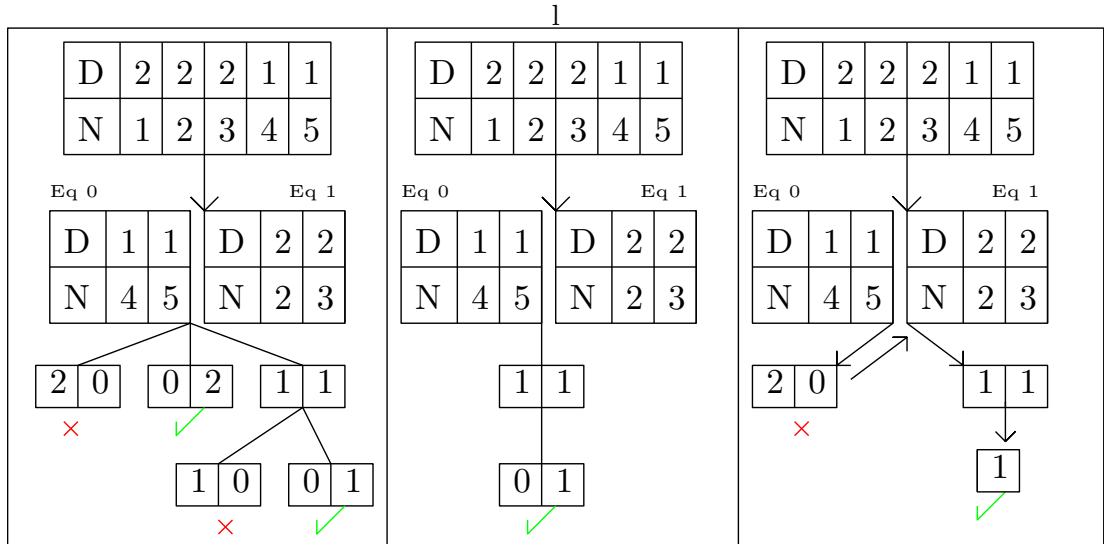 l
D 2 2 2 1 1 D 2 2 2 1 1 D 2 2 2 1 1
N 1 2 3 4 5 N 1 2 3 4 5 N 1 2 3 4 5
Eq 0 Eq 1 Eq 0 Eq 1 Eq 0 Eq 1
D 1 1 D 2 2 D 1 1 D 2 2 D 1 1 D 2 2
N 4 5 N 2 3 N 4 5 N 2 3 N 4 5 N 2 3
2 0 0 2 1 1 1 1 2 0 1 1
× × 
1 0 0 1 0 1 1
×